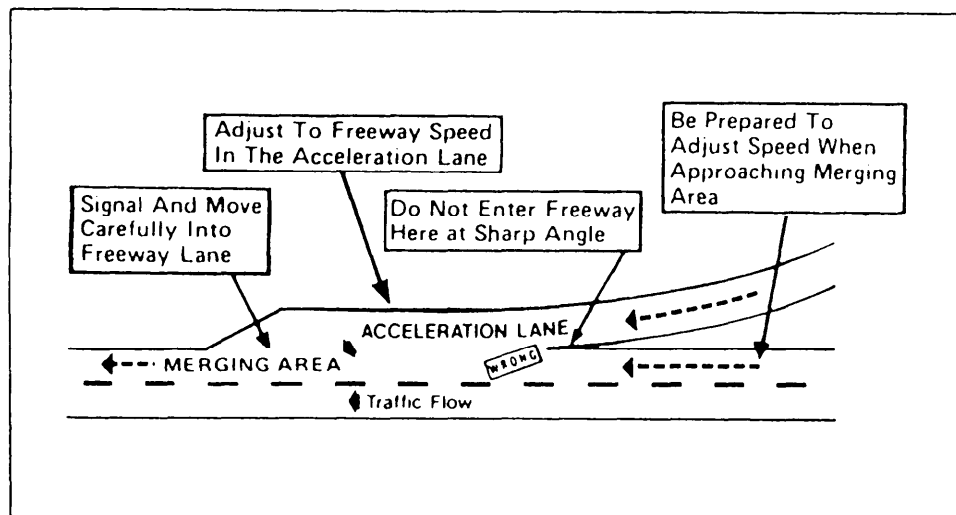 Adjust To Freeway Speed
In The Acceleration Lane
Be Prepared To
Adjust Speed When
Approaching Merging
Area
Signal And Move
Carefully Into
Freeway Lane
Do Not Enter Freeway
Here at Sharp Angle
ACCELERATION LANE
WRONG
MERGING AREA
Traffic Flow